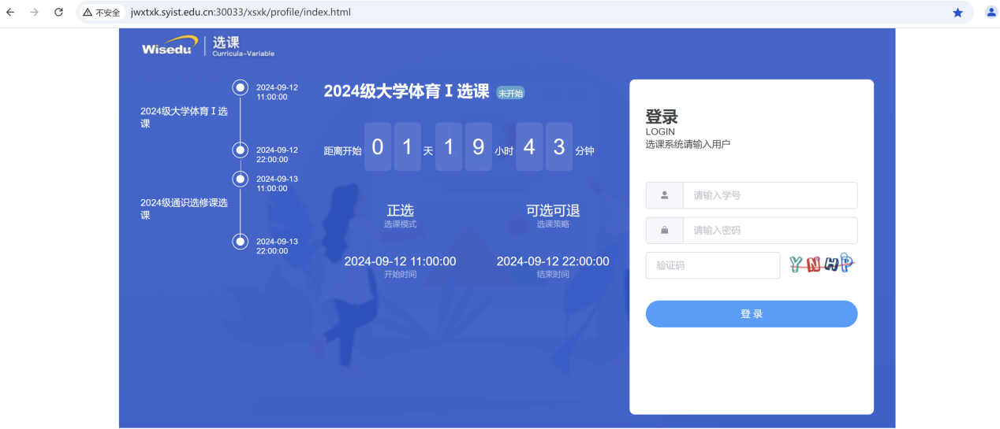 不安全 jwxtxk.syist.edu.cn:30033/xsxk/profile/index.html
Wisedu 选课
Curricula-Variable
2024-09-12
11:00:00
2024级大学体育Ⅰ选
课
2024-09-12
22:00:00
2024-09-13
11:00:00
2024级通识选修课选
课
2024-09-13
22:00:00
2024级大学体育Ⅰ选课 未开始
距离开始 0 1 天 1 9 小时 4 3 分钟
正选 可选可退
选课模式 选课策略
2024-09-12 11:00:00 2024-09-12 22:00:00
开始时间 结束时间
登录
LOGIN
选课系统请输入用户
请输入学号
请输入密码
验证码 YNHP
登 录